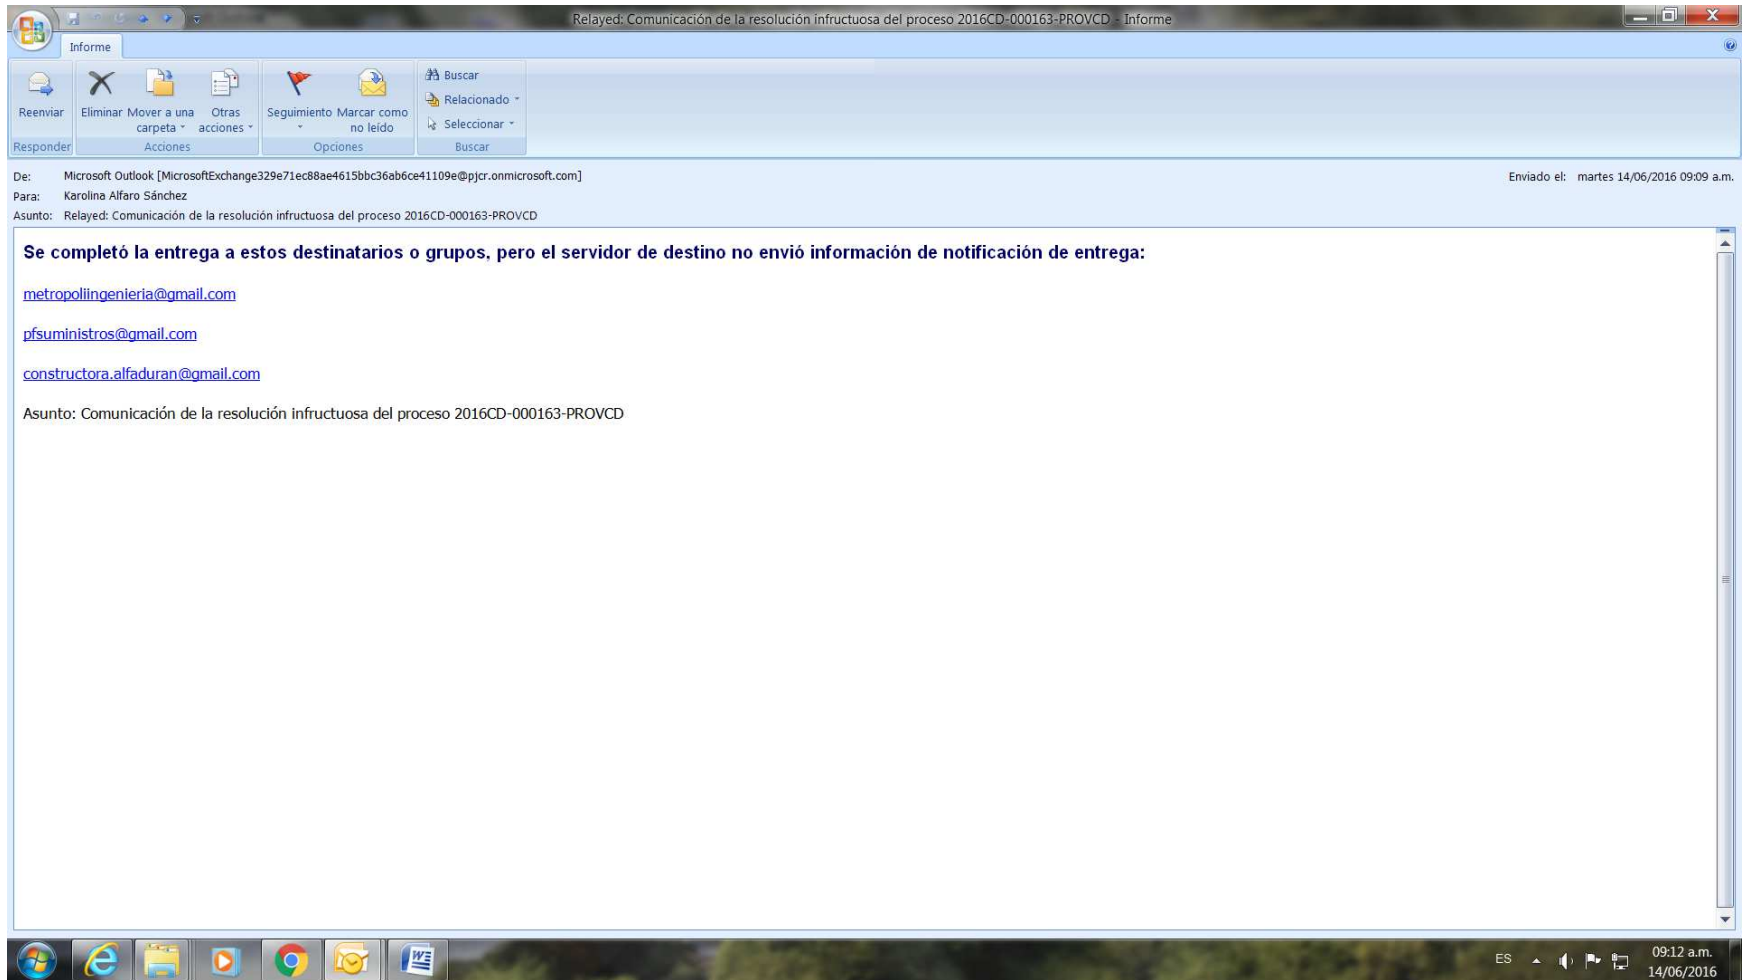 Relayed: Comunicación de la resolución infructuosa del proceso 2016CD-000163-PROVCD - Informe
Informe
Reenviar
Eliminar
Mover a una carpeta
Otras acciones
Seguimiento
Marcar como no leído
Buscar
Relacionado
Seleccionar
Responder
Acciones
Opciones
Buscar
De: Microsoft Outlook [MicrosoftExchange329e71ec88ae4615bbc36ab6ce41109e@pjcr.onmicrosoft.com]
Enviado el: martes 14/06/2016 09:09 a.m.
Para: Karolina Alfaro Sánchez
Asunto: Relayed: Comunicación de la resolución infructuosa del proceso 2016CD-000163-PROVCD
Se completó la entrega a estos destinatarios o grupos, pero el servidor de destino no envió información de notificación de entrega:
metropoliingenieria@gmail.com
pfsuministros@gmail.com
constructora.alfaduran@gmail.com
Asunto: Comunicación de la resolución infructuosa del proceso 2016CD-000163-PROVCD
ES
09:12 a.m.
14/06/2016